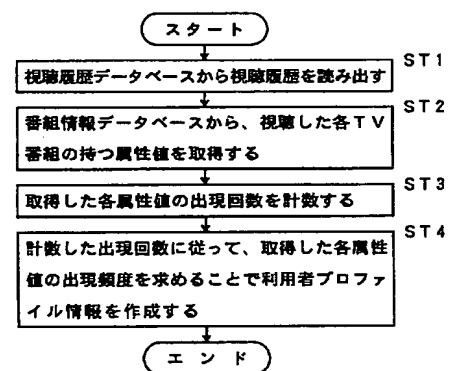 スタート
ST1
視聴履歴データベースから視聴履歴を読み出す
ST2
番組情報データベースから、視聴した各TV
番組の持つ属性値を取得する
ST3
取得した各属性値の出現回数を計数する
ST4
計数した出現回数に従って、取得した各属性
値の出現頻度を求めることで利用者プロファ
イル情報を作成する
エンド